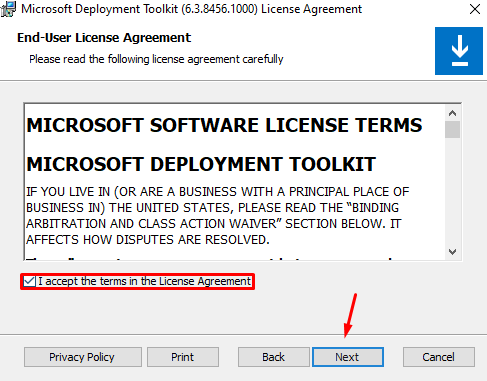 Microsoft Deployment Toolkit (6.3.8456.1000) License Agreement
End-User License Agreement
Please read the following license agreement carefully
MICROSOFT SOFTWARE LICENSE TERMS
MICROSOFT DEPLOYMENT TOOLKIT
IF YOU LIVE IN (OR ARE A BUSINESS WITH A PRINCIPAL PLACE OF
BUSINESS IN) THE UNITED STATES, PLEASE READ THE “BINDING
ARBITRATION AND CLASS ACTION WAIVER” SECTION BELOW. IT
AFFECTS HOW DISPUTES ARE RESOLVED.
I accept the terms in the License Agreement
Privacy Policy Print Back Next Cancel